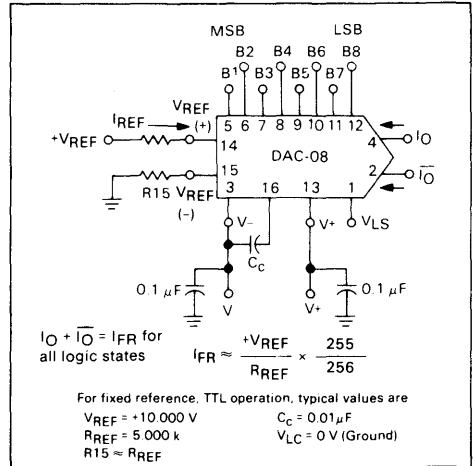 MSB LSB
B2 B4 B6 B8
B1 B3 B5 B7
IREF VREF (+)
+VREF
5 6 7 8 9 10 11 12
14
DAC-08
4 IO
15
2 I̅O̅
R15 VREF (-)
3 16 13 1
V- V+ VLS
Cc
0.1 μF 0.1 μF
V V+
IO + I̅O̅ = IFR for
all logic states
IFR ≈ +VREF / RREF × 255 / 256
For fixed reference, TTL operation, typical values are
VREF = +10.000 V CC = 0.01 μF
RREF = 5.000 k VLC = 0 V (Ground)
R15 ≈ RREF